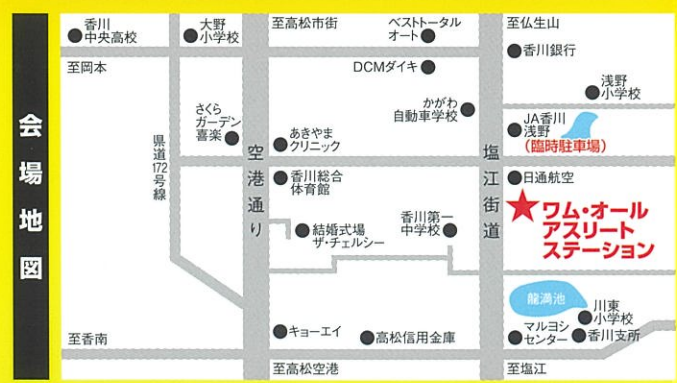 会場地図
香川
中央高校
大野
小学校
至高松市街
ベストトータル
オート
至仏生山
香川銀行
至岡本
DCMダイキ
浅野
小学校
さくら
ガーデン
喜楽
かがわ
自動車学校
JA香川
浅野
(臨時駐車場)
あきやま
クリニック
県道172号線
空港通り
塩江街道
香川総合
体育館
日通航空
ワム・オール
アスリート
ステーション
結婚式場
ザ・チェルシー
香川第一
中学校
龍満池
川東
小学校
キョーエイ
高松信用金庫
マルヨシ
センター
香川支所
至香南
至高松空港
至塩江